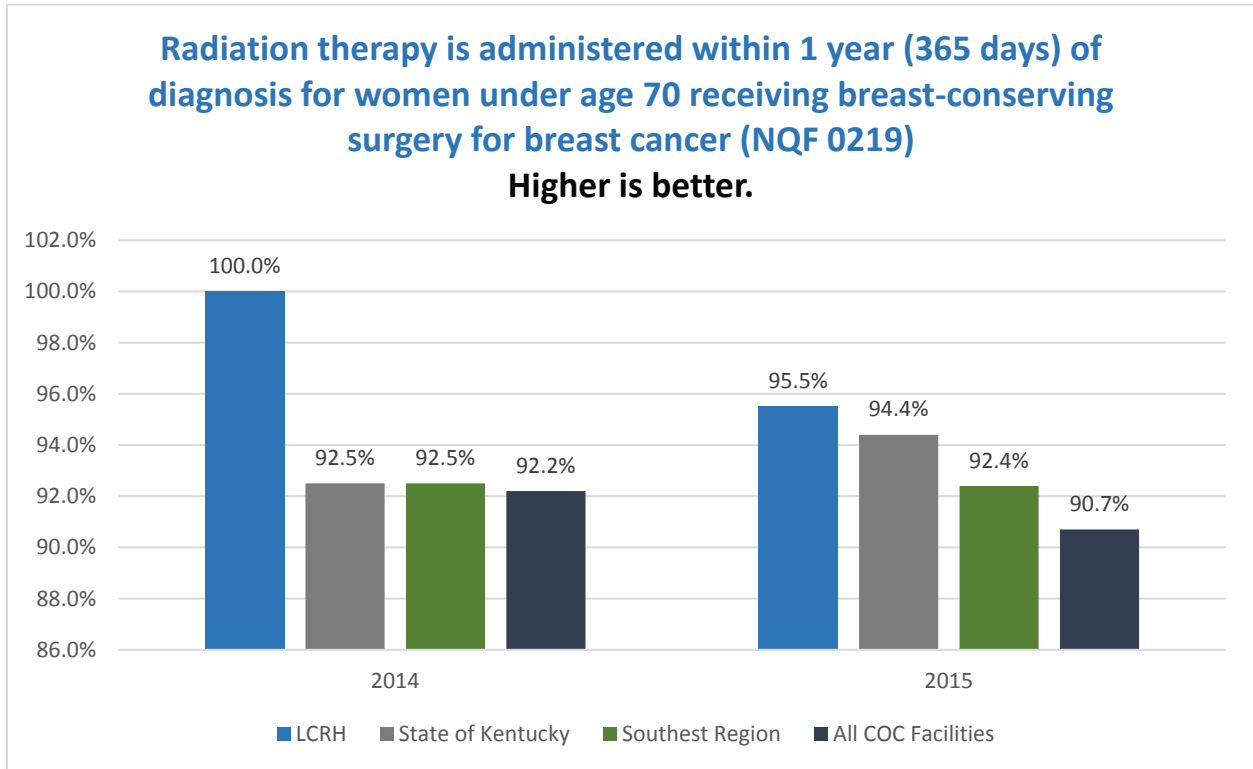 Radiation therapy is administered within 1 year (365 days) of
diagnosis for women under age 70 receiving breast-conserving
surgery for breast cancer (NQF 0219)
Higher is better.
102.0%
100.0%
98.0%
96.0%
94.0%
92.0%
90.0%
88.0%
86.0%
100.0%
92.5%
92.5%
92.2%
95.5%
94.4%
92.4%
90.7%
2014
2015
LCRH
State of Kentucky
Southest Region
All COC Facilities